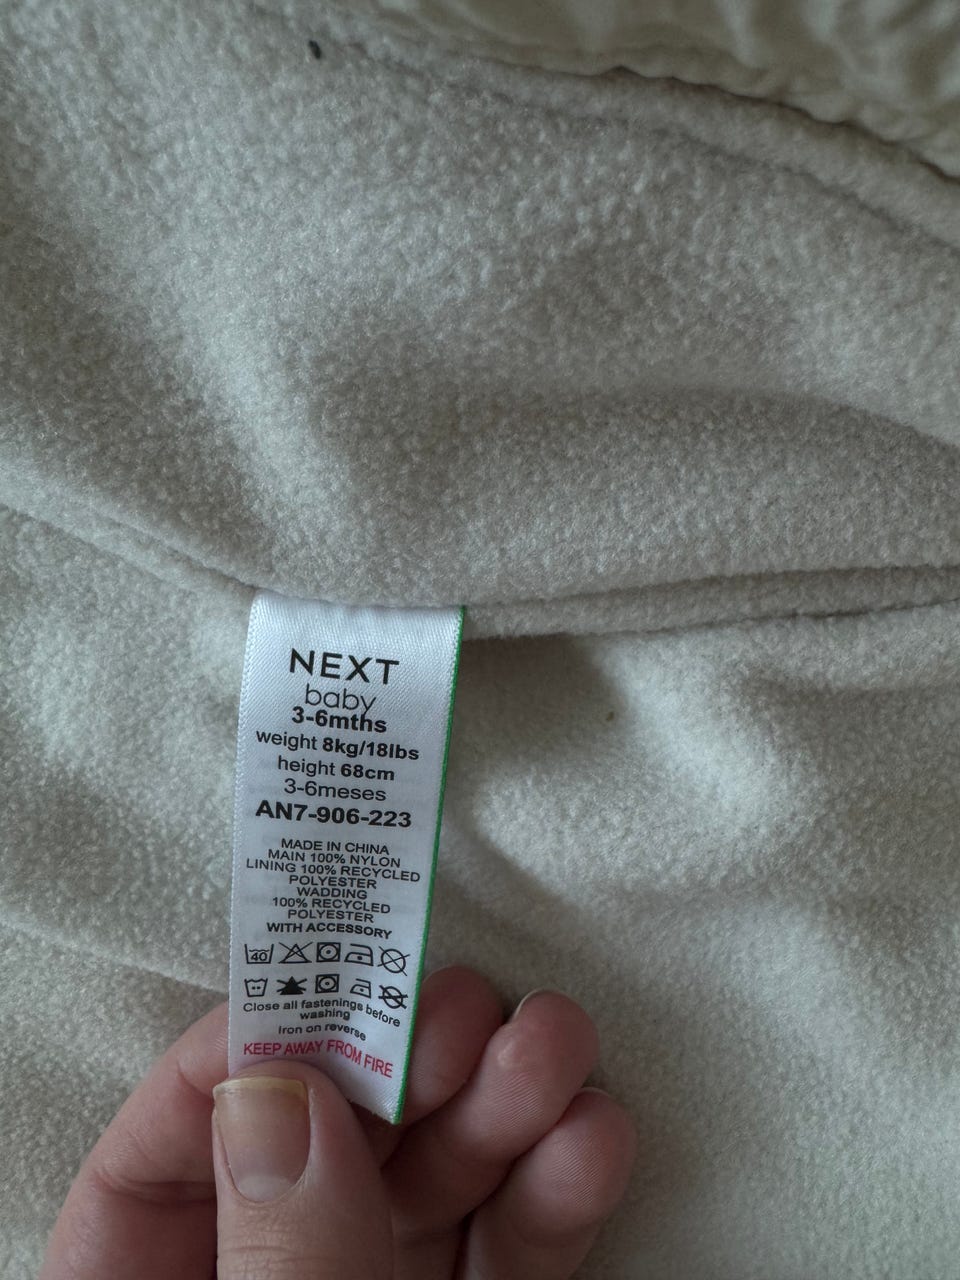 NEXT
baby
3-6mths
weight 8kg/18lbs
height 68cm
3-6meses
AN7-906-223
MADE IN CHINA
MAIN 100% NYLON
LINING 100% RECYCLED
POLYESTER
WADDING
100% RECYCLED
POLYESTER
WITH ACCESSORY
40
Close all fastenings before
washing
Iron on reverse
KEEP AWAY FROM FIRE